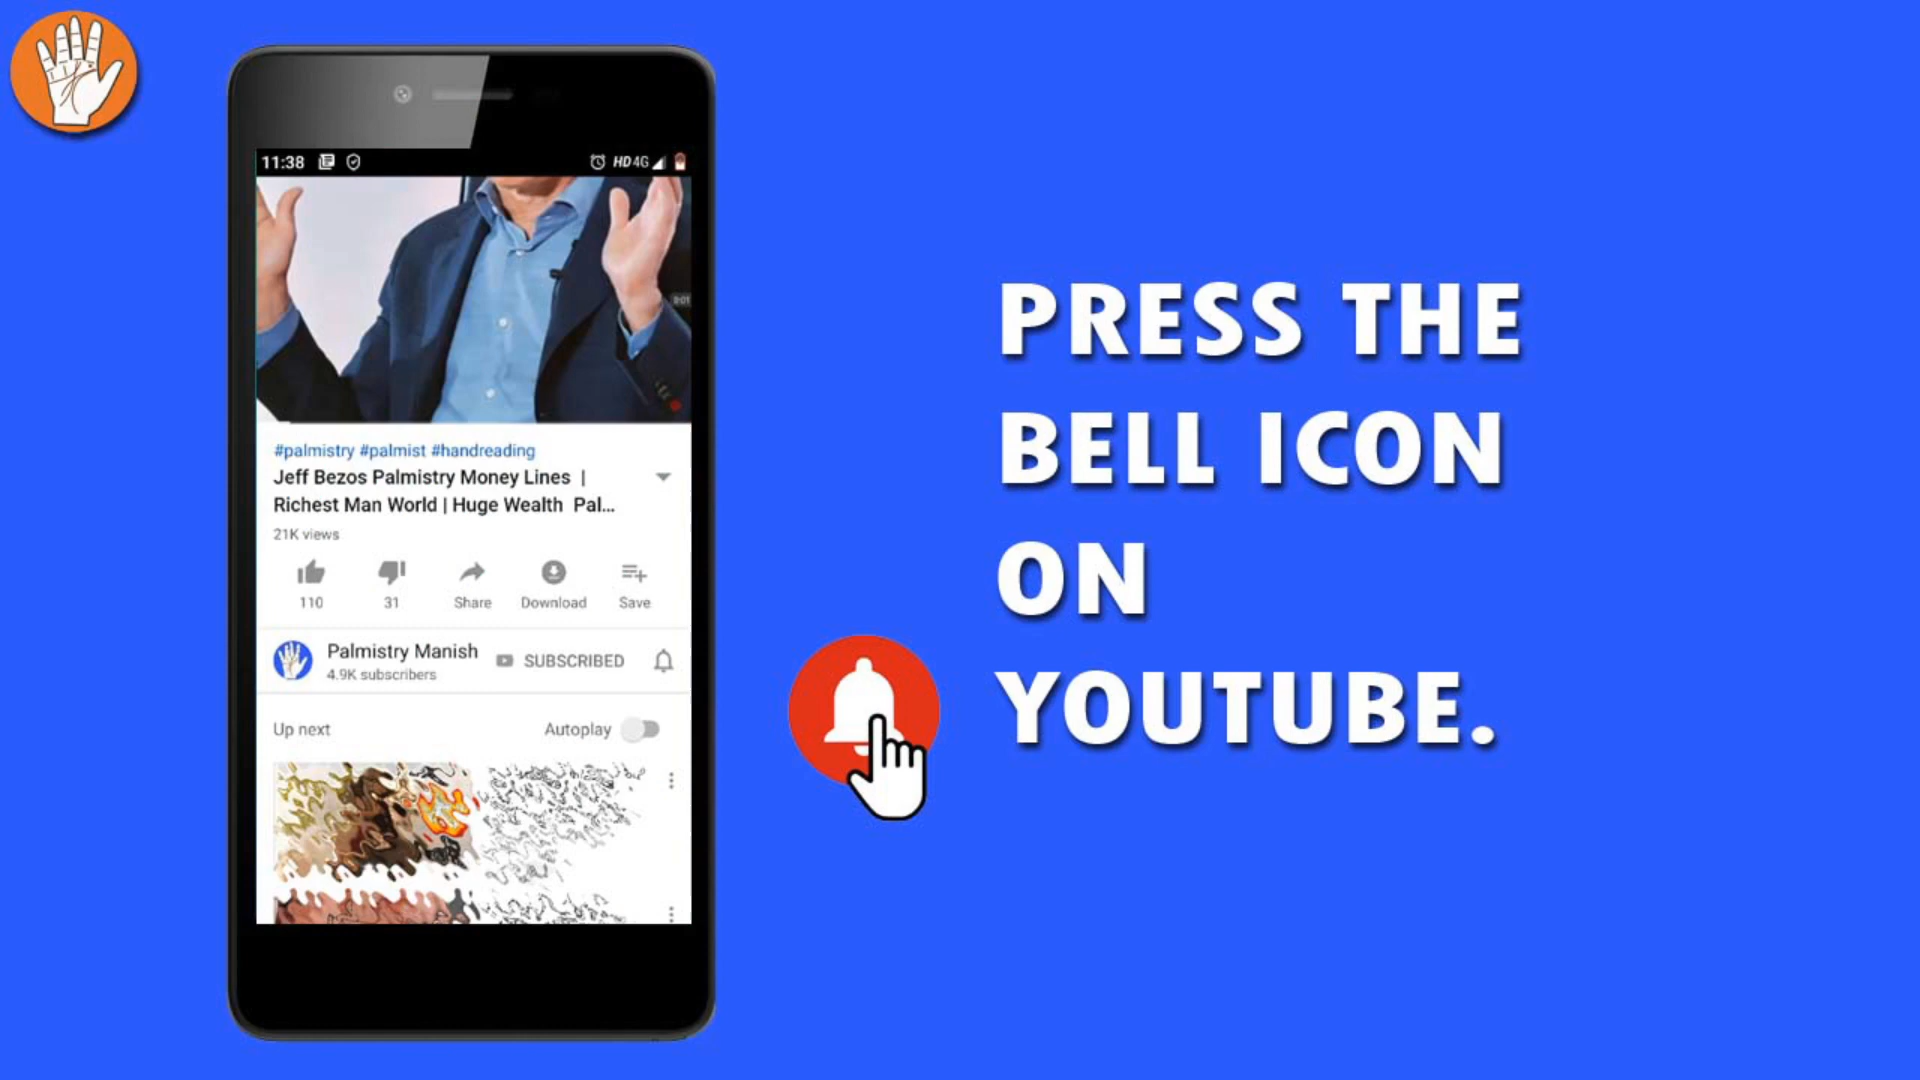 11:38
HD 4G
3:01
#palmistry #palmist #handreading
Jeff Bezos Palmistry Money Lines |
Richest Man World | Huge Wealth Pal...
21K views
110 31 Share Download Save
Palmistry Manish
4.9K subscribers
SUBSCRIBED
Up next Autoplay
PRESS THE
BELL ICON
ON
YOUTUBE.